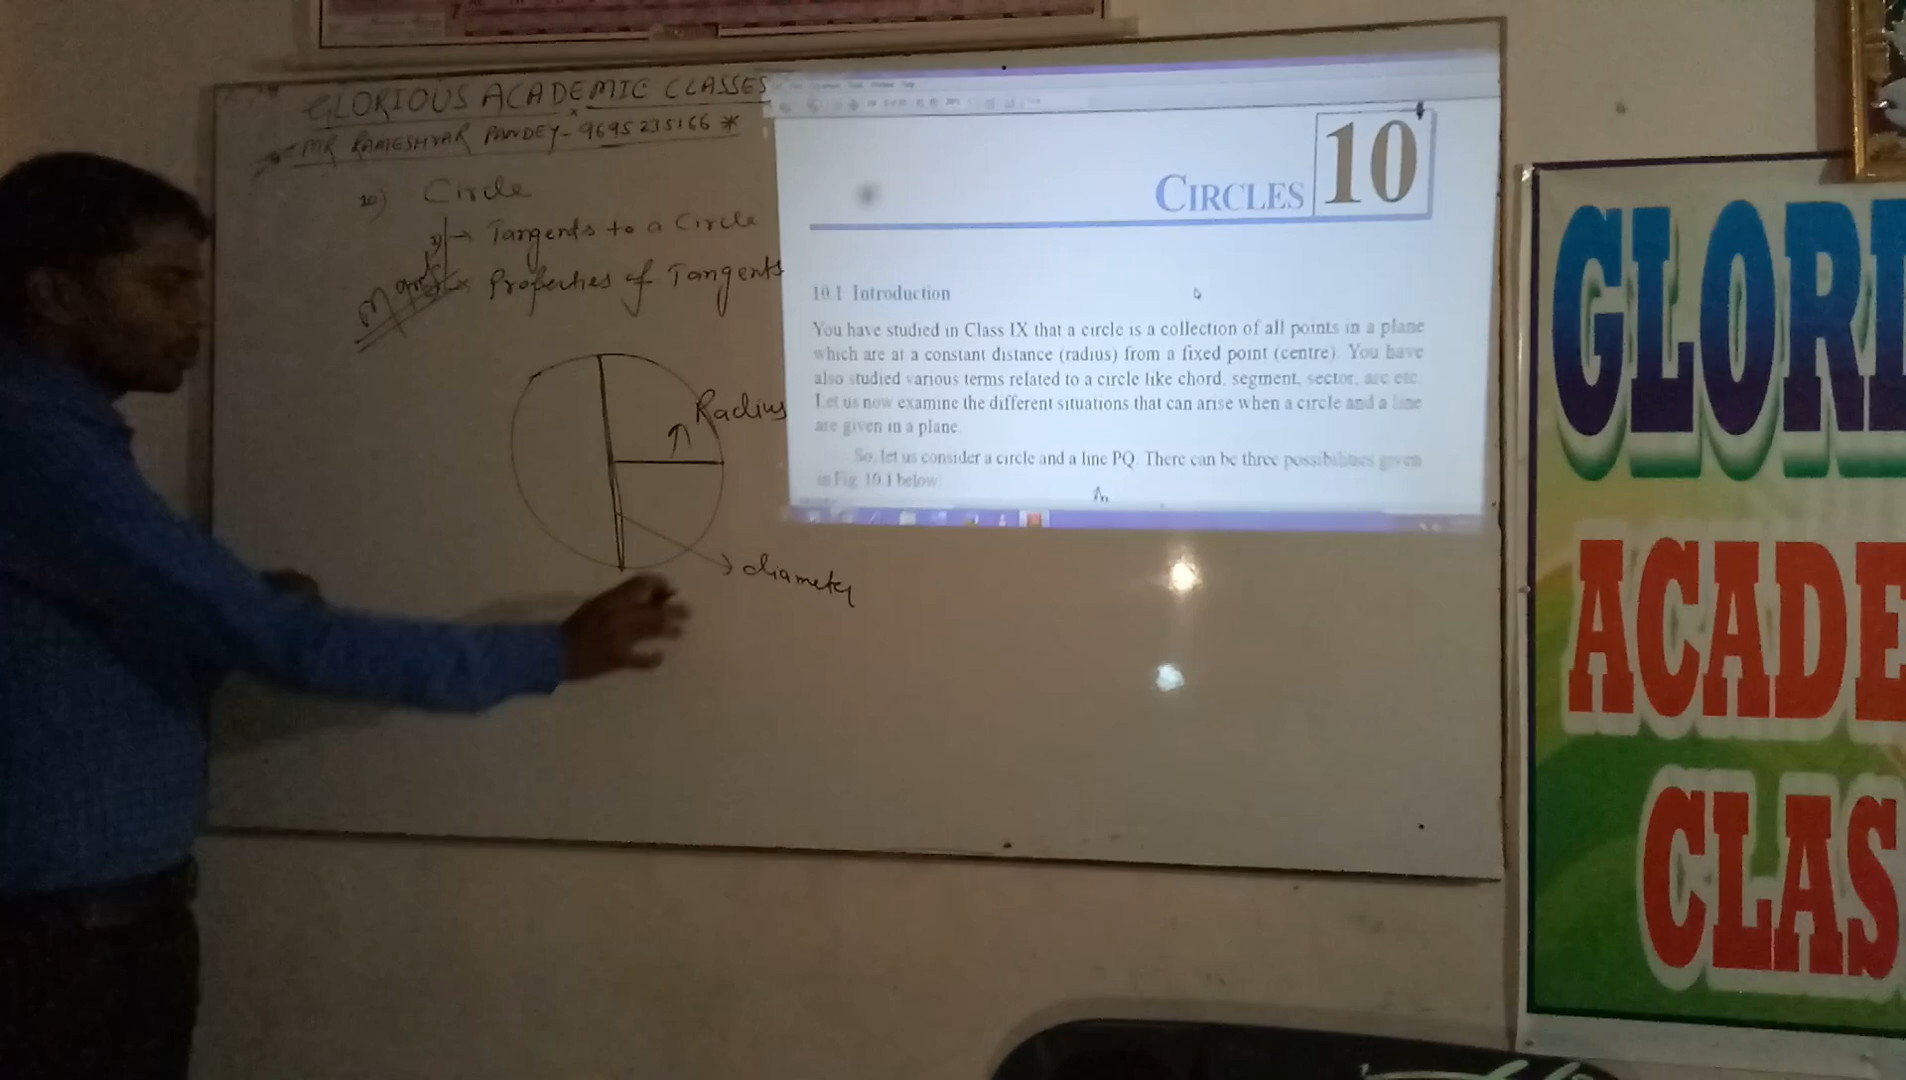 GLORIOUS ACADEMIC CLASSES
MR RAMESHVAR PANDEY - 9695235166 *
10) Circle
→ Tangents to a Circle
Properties of Tangents
Radius
diameter
CIRCLES 10
10.1 Introduction
You have studied in Class IX that a circle is a collection of all points in a plane
which are at a constant distance (radius) from a fixed point (centre). You have
also studied various terms related to a circle like chord, segment, sector, arc etc.
Let us now examine the different situations that can arise when a circle and a line
are given in a plane.
So, let us consider a circle and a line PQ. There can be three possibilities given
in Fig. 10.1 below:
GLORI
ACADE
CLAS